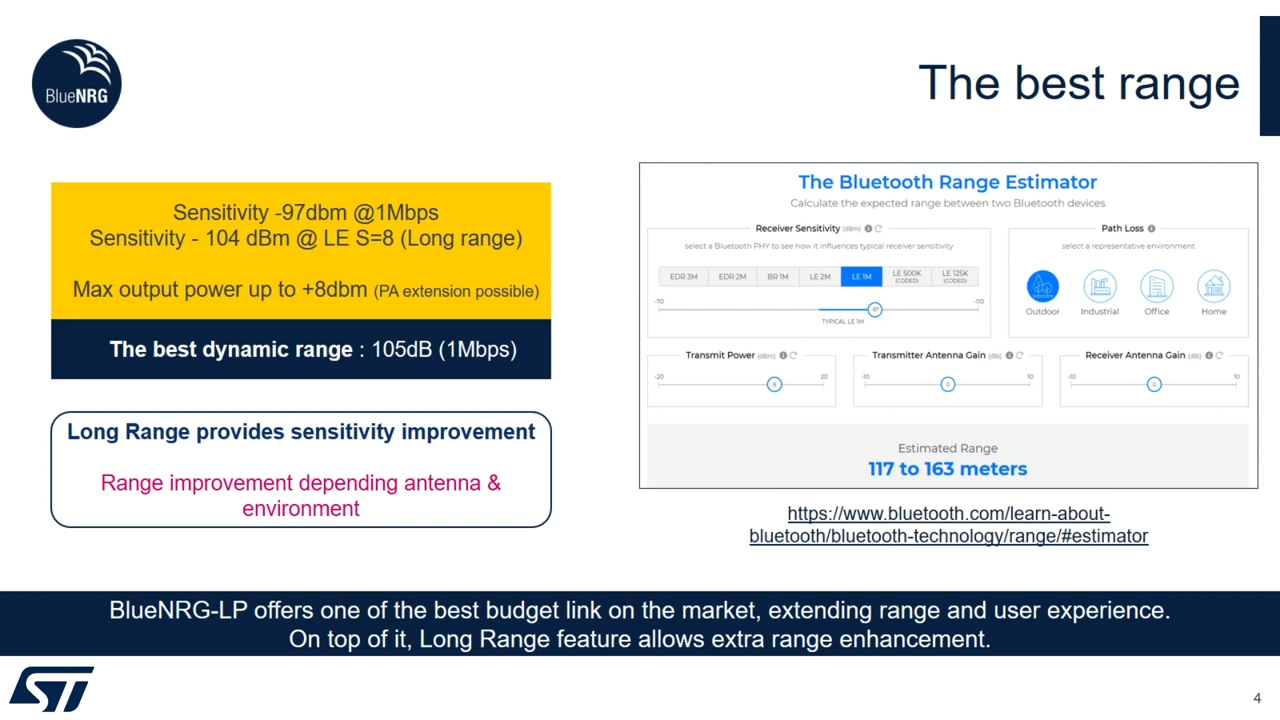 BlueNRG
The best range
Sensitivity -97dbm @1Mbps
Sensitivity - 104 dBm @ LE S=8 (Long range)
Max output power up to +8dbm (PA extension possible)
The best dynamic range : 105dB (1Mbps)
Long Range provides sensitivity improvement
Range improvement depending antenna &
environment
The Bluetooth Range Estimator
Calculate the expected range between two Bluetooth devices
Receiver Sensitivity (dBm)
select a Bluetooth PHY to see how it influences typical receiver sensitivity
EDR 3M EDR 2M BR 1M LE 2M LE 1M LE 500K (CODED) LE 125K (CODED)
-70 -97 -110
TYPICAL LE 1M
Path Loss
select a representative environment
Outdoor Industrial Office Home
Transmit Power (dBm)
-20 8 20
Transmitter Antenna Gain (dBi)
-10 0 10
Receiver Antenna Gain (dBi)
-10 0 10
Estimated Range
117 to 163 meters
https://www.bluetooth.com/learn-about-
bluetooth/bluetooth-technology/range/#estimator
BlueNRG-LP offers one of the best budget link on the market, extending range and user experience.
On top of it, Long Range feature allows extra range enhancement.
ST
4